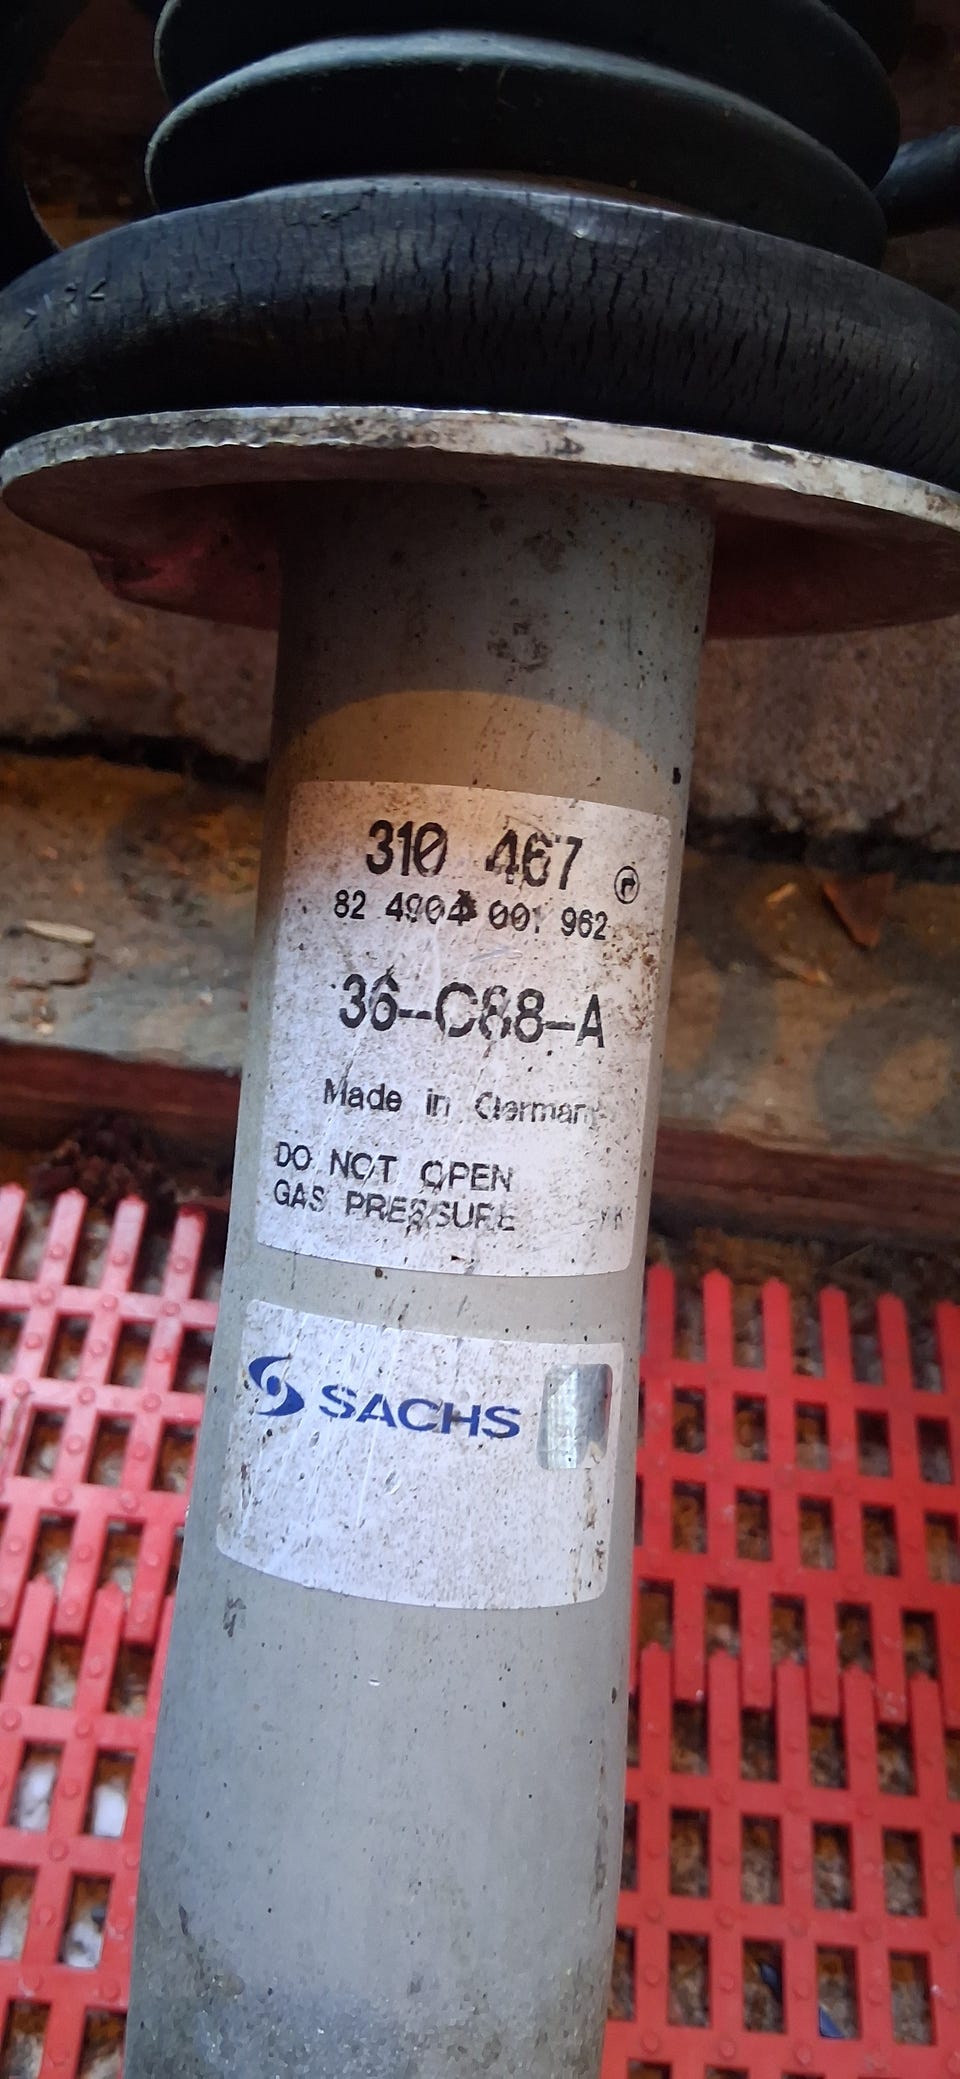 310 467
82 4904 001 962
36-C88-A
Made in Germany
DO NOT OPEN
GAS PRESSURE
SACHS